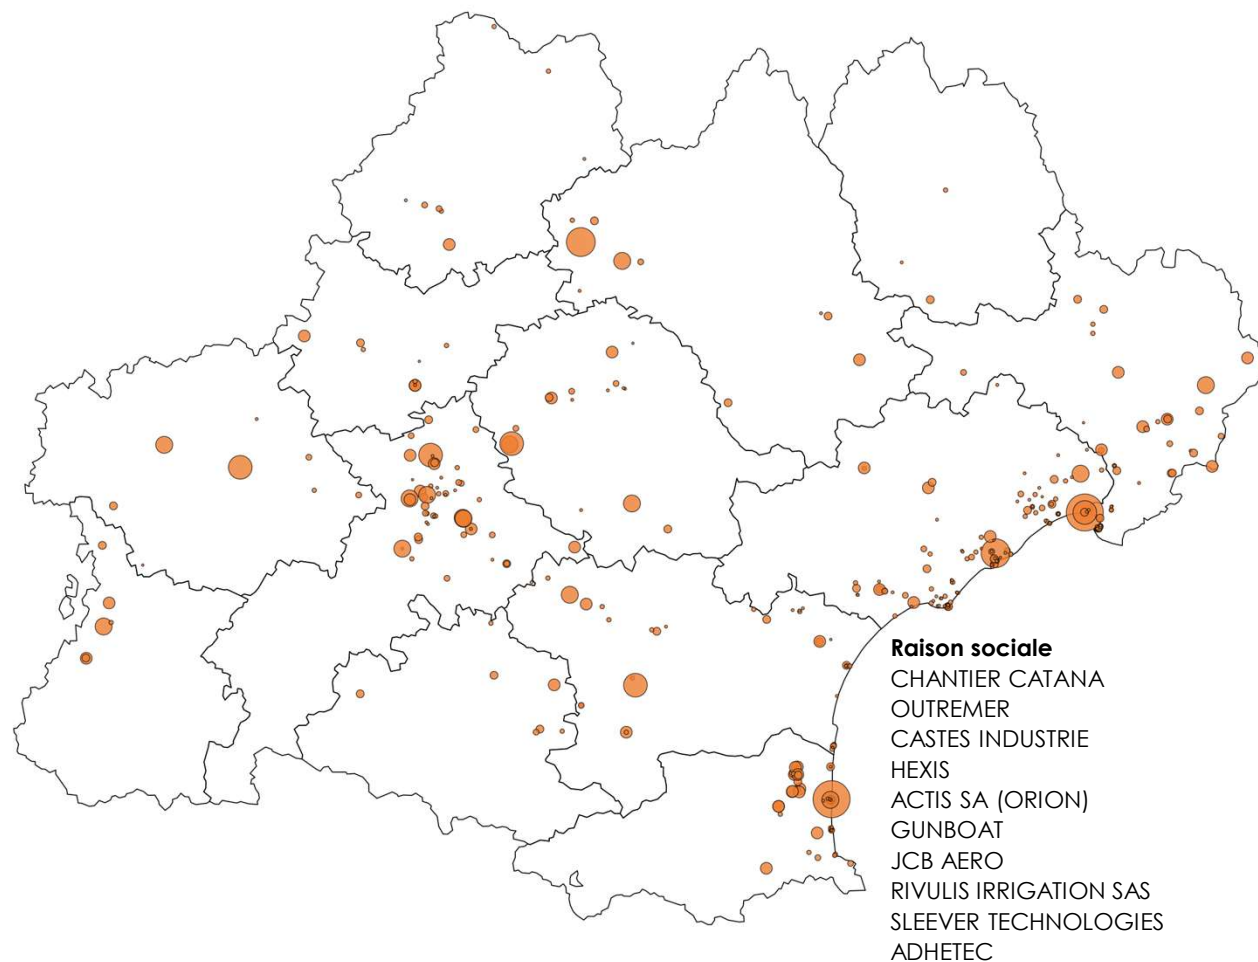 Raison sociale
CHANTIER CATANA
OUTREMER
CASTES INDUSTRIE
HEXIS
ACTIS SA (ORION)
GUNBOAT
JCB AERO
RIVULIS IRRIGATION SAS
SLEEVER TECHNOLOGIES
ADHETEC